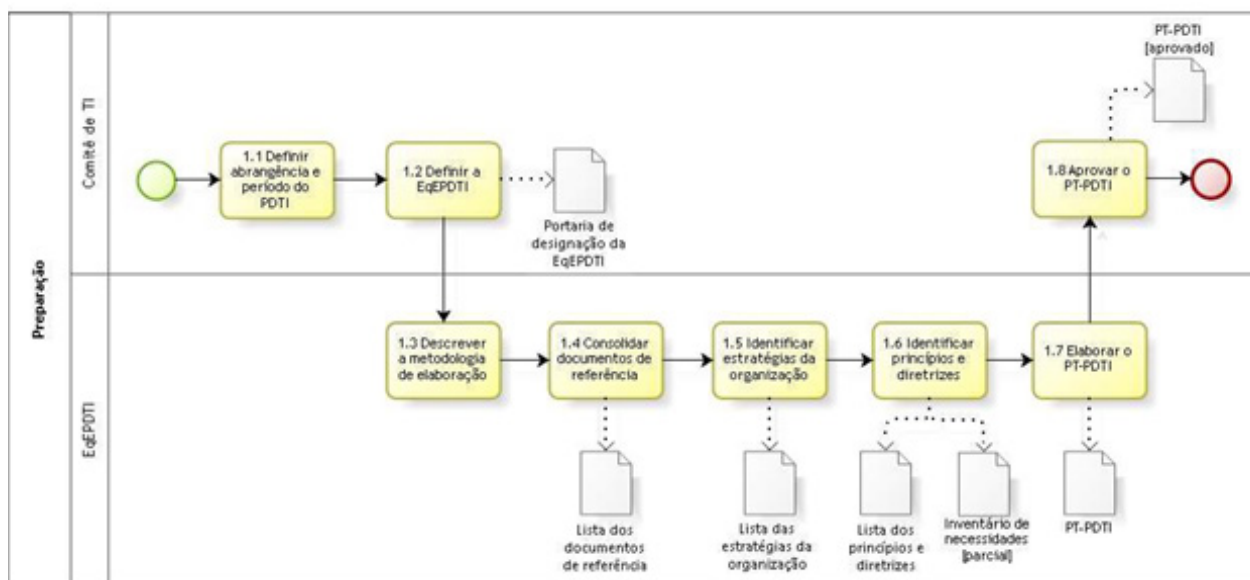 Preparação
Comitê de TI
1.1 Definir
abrangência e
período do
PDTI
1.2 Definir a
EqEPDTI
Portaria de
designação da
EqEPDTI
PT-PDTI
[aprovado]
1.8 Aprovar o
PT-PDTI
EqEPDTI
1.3 Descrever
a metodologia
de elaboração
1.4 Consolidar
documentos de
referência
Lista dos
documentos
de referência
1.5 Identificar
estratégias da
organização
Lista das
estratégias da
organização
1.6 Identificar
princípios e
diretrizes
Lista dos
princípios e
diretrizes
Inventário de
necessidades
[parcial]
1.7 Elaborar o
PT-PDTI
PT-PDTI